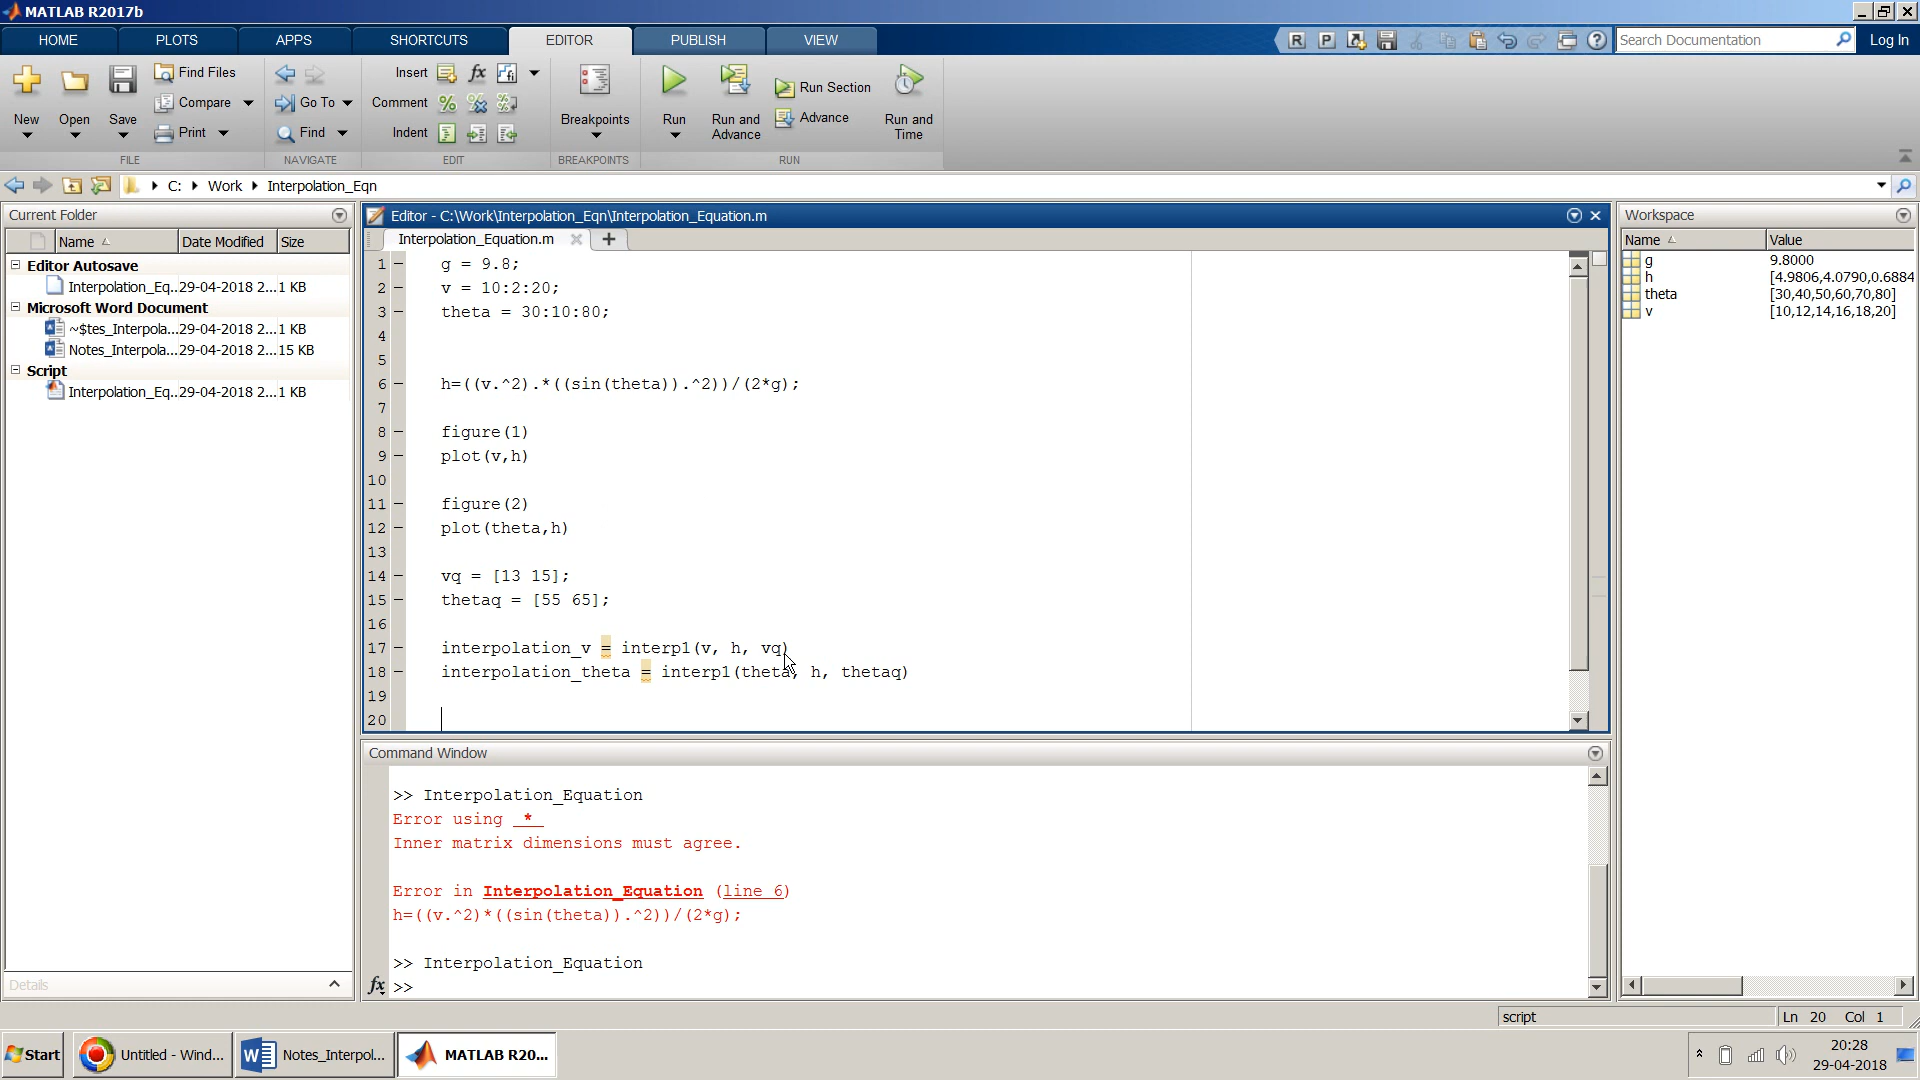 MATLAB R2017b
HOME PLOTS APPS SHORTCUTS EDITOR PUBLISH VIEW
Search Documentation
Log In
New Open Save
Find Files
Compare
Print
FILE
Go To
Find
NAVIGATE
Insert
Comment
Indent
EDIT
fx
Breakpoints
BREAKPOINTS
Run
Run and Advance
Run Section
Advance
Run and Time
RUN
C: Work Interpolation_Eqn
Current Folder
Name Date Modified Size
Editor Autosave
Interpolation_Eq.. 29-04-2018 2... 1 KB
Microsoft Word Document
~$tes_Interpola... 29-04-2018 2... 1 KB
Notes_Interpola... 29-04-2018 2... 15 KB
Script
Interpolation_Eq.. 29-04-2018 2... 1 KB
Details
Editor - C:\Work\Interpolation_Eqn\Interpolation_Equation.m
Interpolation_Equation.m
1 g = 9.8;
2 v = 10:2:20;
3 theta = 30:10:80;
4
5
6 h=((v.^2).*((sin(theta)).^2))/(2*g);
7
8 figure(1)
9 plot(v,h)
10
11 figure(2)
12 plot(theta,h)
13
14 vq = [13 15];
15 thetaq = [55 65];
16
17 interpolation_v = interp1(v, h, vq)
18 interpolation_theta = interp1(theta, h, thetaq)
19
20
Command Window
>> Interpolation_Equation
Error using *
Inner matrix dimensions must agree.
Error in Interpolation_Equation (line 6)
h=((v.^2)*((sin(theta)).^2))/(2*g);
>> Interpolation_Equation
fx >>
Workspace
Name Value
g 9.8000
h [4.9806,4.0790,0.6884
theta [30,40,50,60,70,80]
v [10,12,14,16,18,20]
script Ln 20 Col 1
Start
Untitled - Wind...
Notes_Interpol...
MATLAB R20...
20:28
29-04-2018